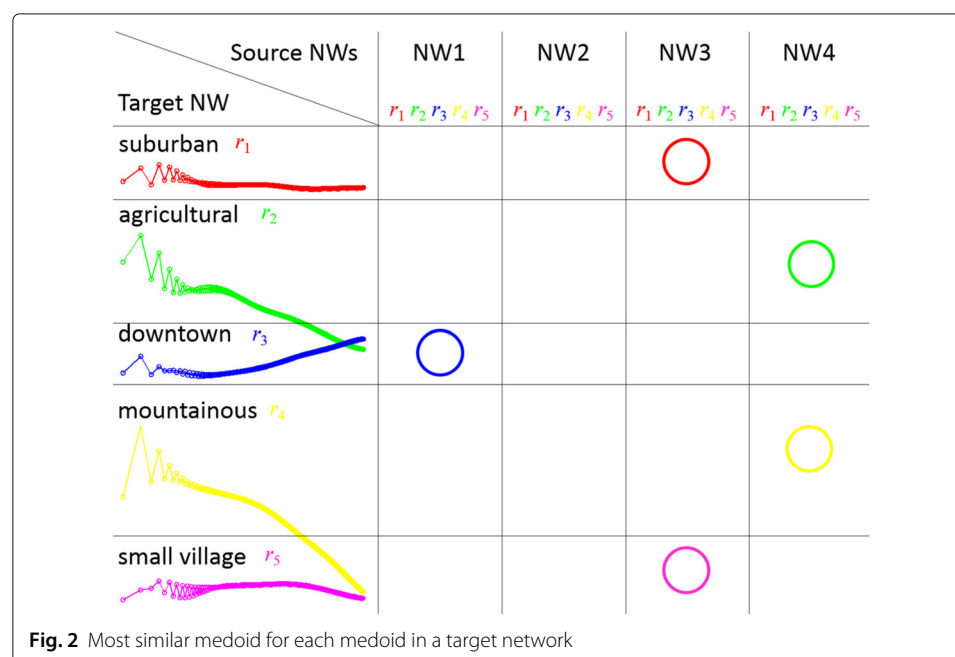 Source NWs NW1 NW2 NW3 NW4
Target NW r1 r2 r3 r4 r5 r1 r2 r3 r4 r5 r1 r2 r3 r4 r5 r1 r2 r3 r4 r5
suburban r1
agricultural r2
downtown r3
mountainous r4
small village r5
Fig. 2 Most similar medoid for each medoid in a target network